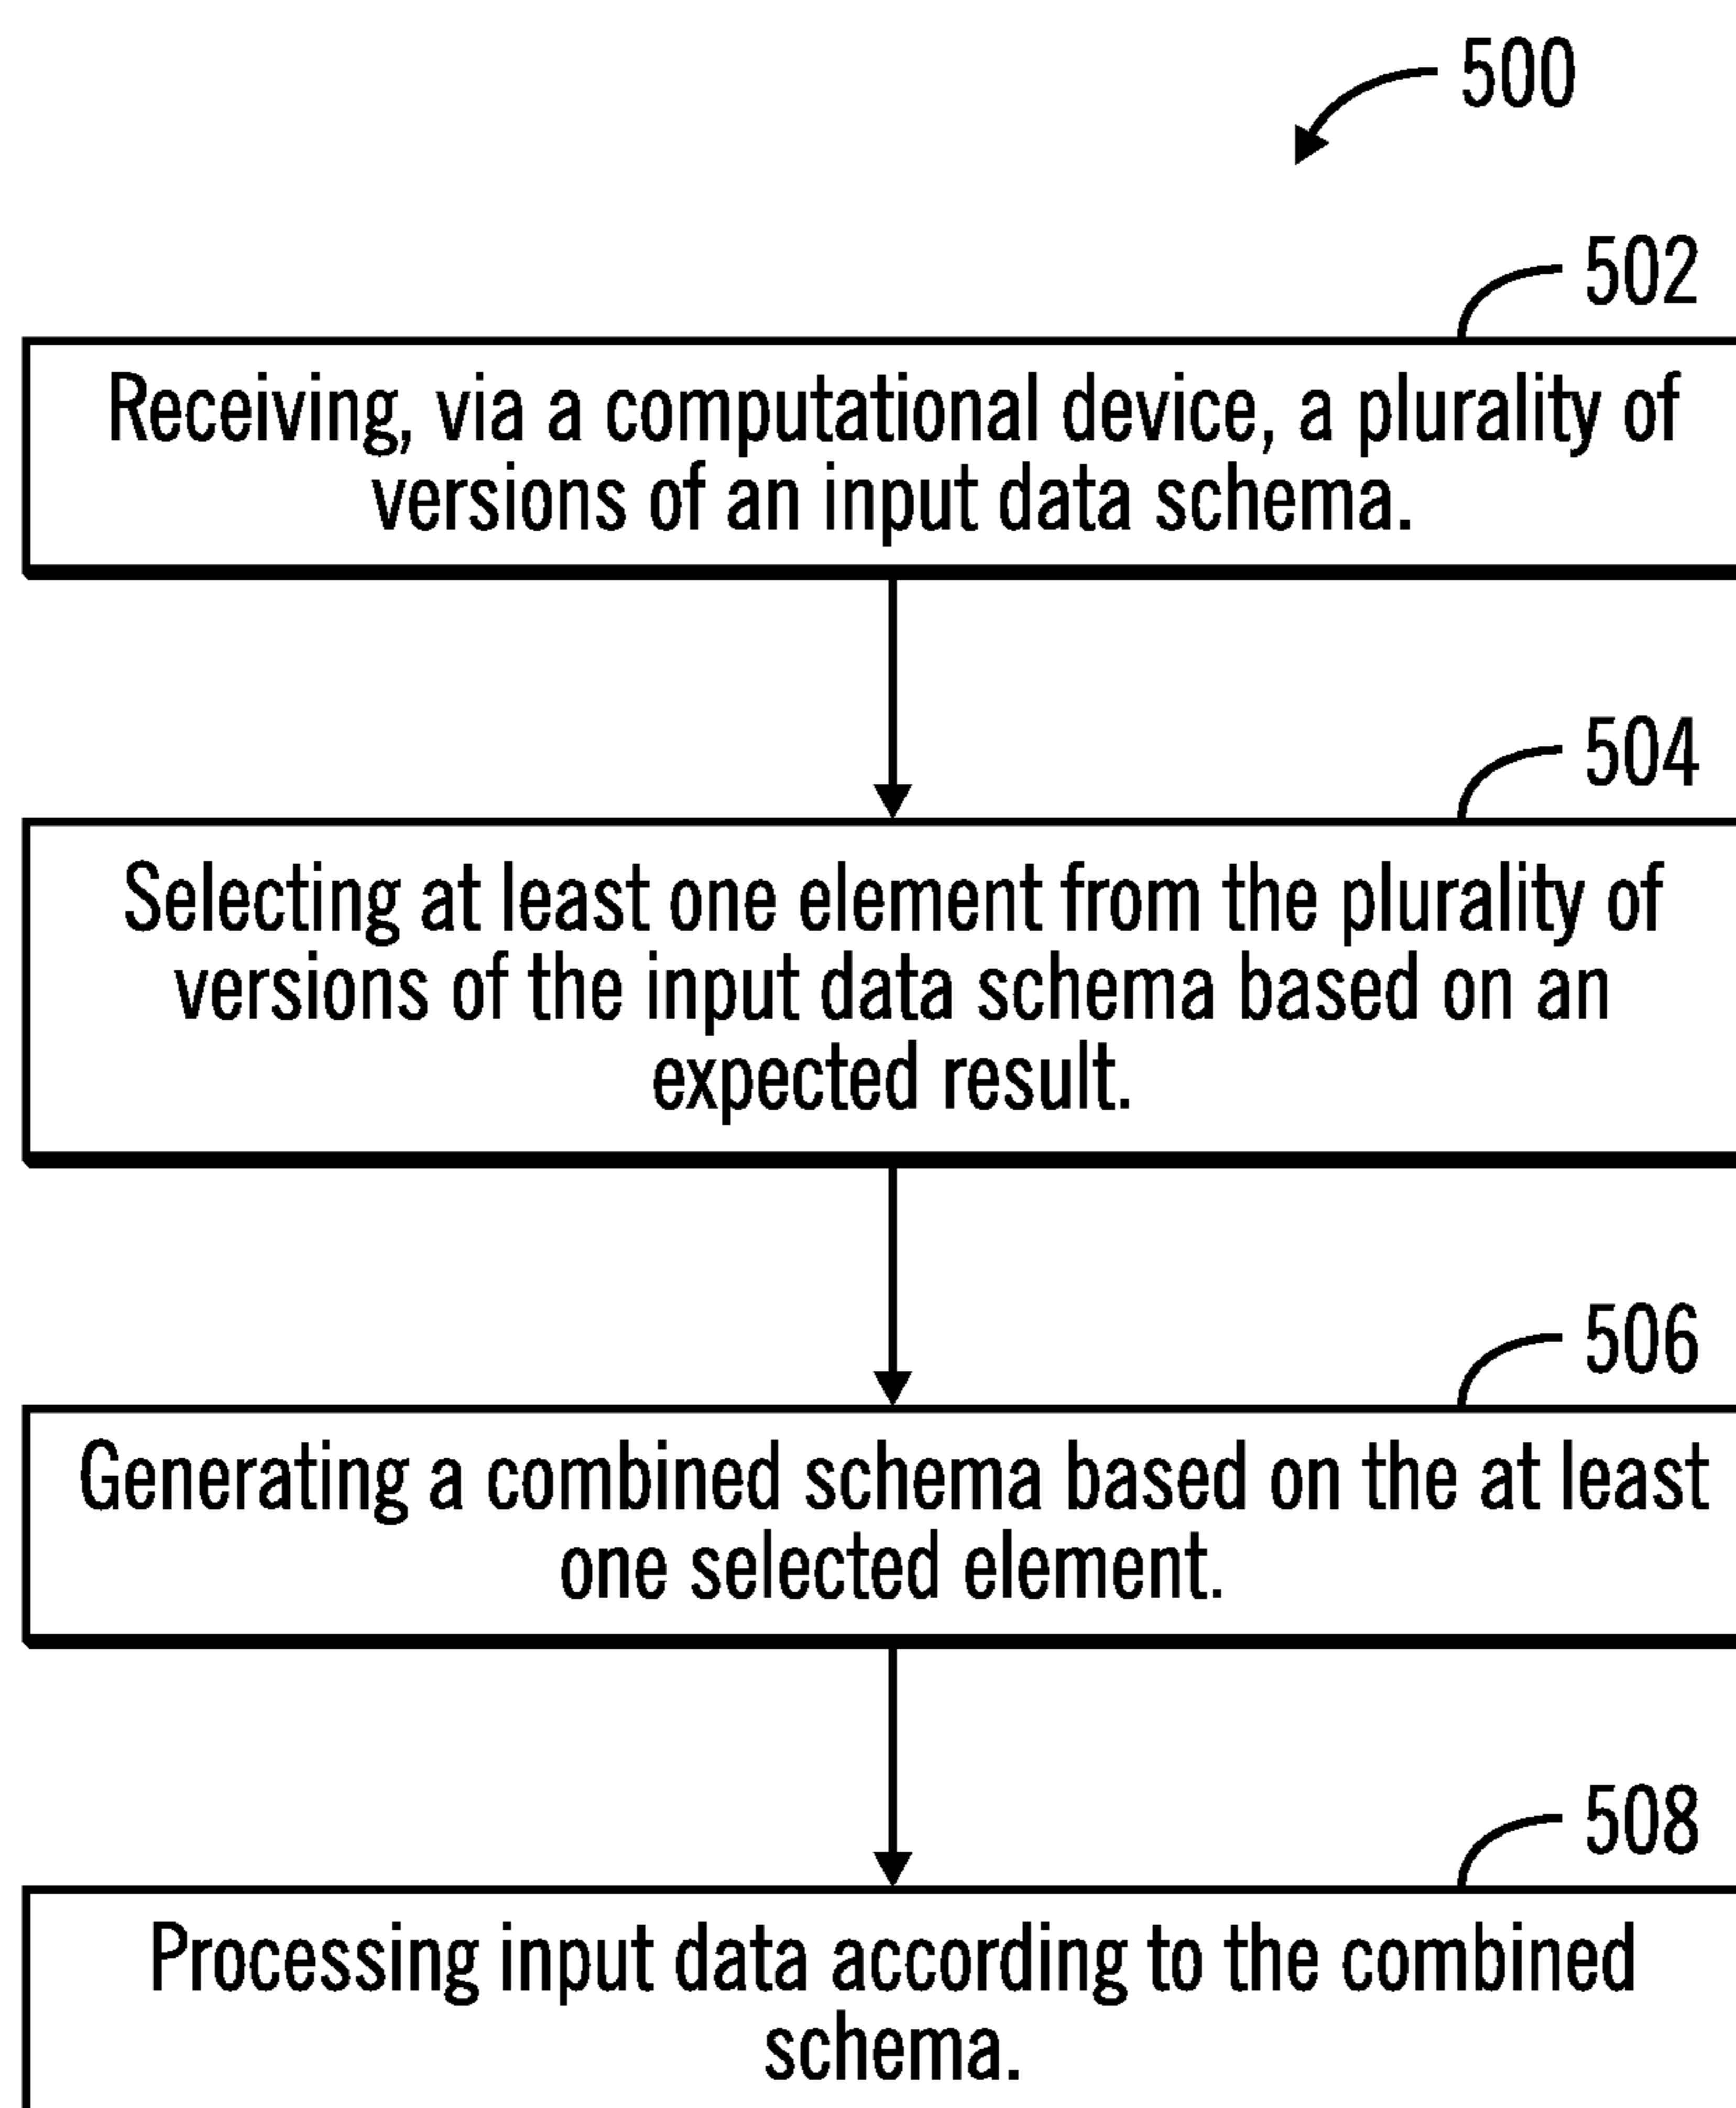 500
502
Receiving, via a computational device, a plurality of
versions of an input data schema.
504
Selecting at least one element from the plurality of
versions of the input data schema based on an
expected result.
506
Generating a combined schema based on the at least
one selected element.
508
Processing input data according to the combined
schema.